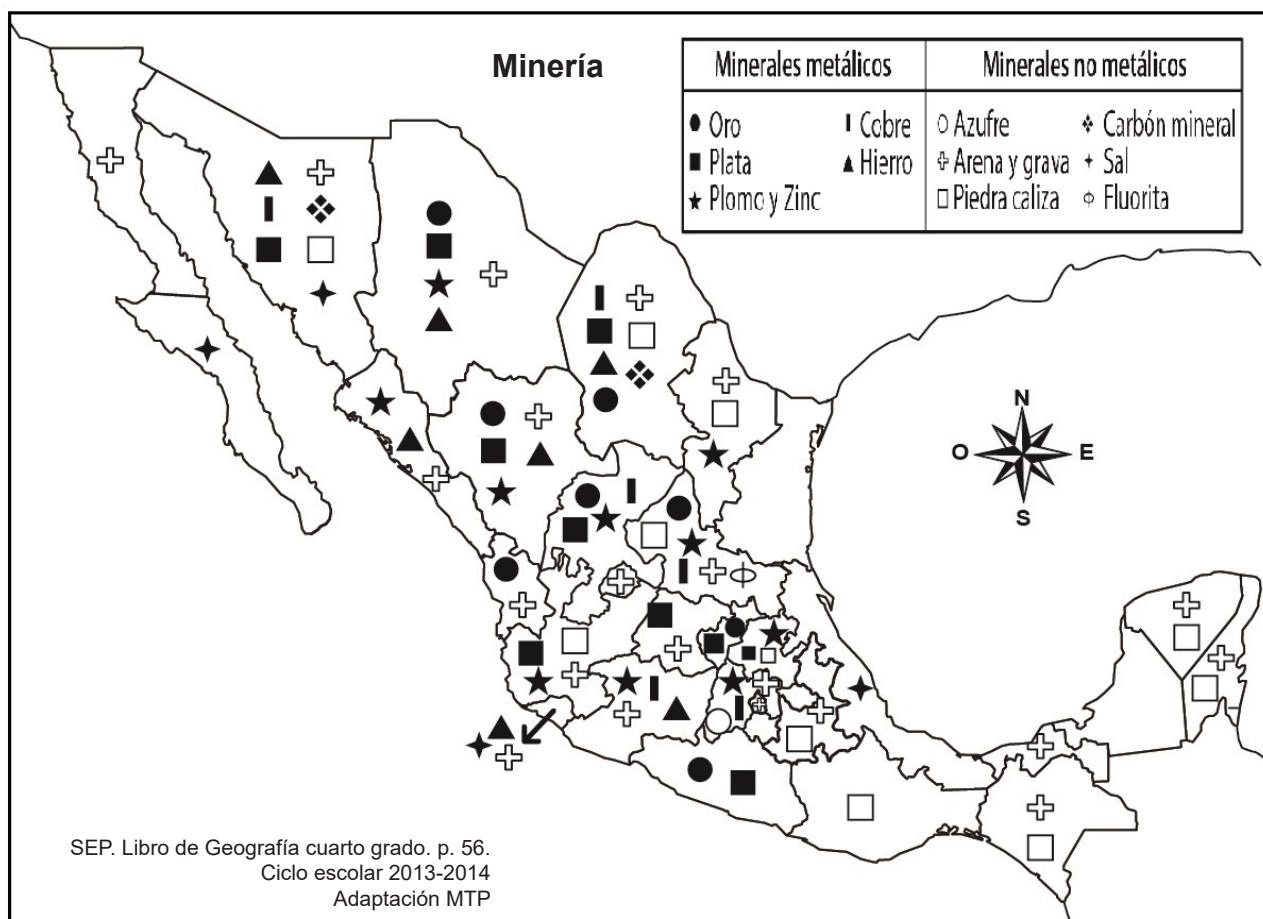 Minería
Minerales metálicos
Minerales no metálicos
Oro
Cobre
Plata
Hierro
Plomo y Zinc
Azufre
Carbón mineral
Arena y grava
Sal
Piedra caliza
Fluorita
N
O
E
S
SEP. Libro de Geografía cuarto grado. p. 56.
Ciclo escolar 2013-2014
Adaptación MTP